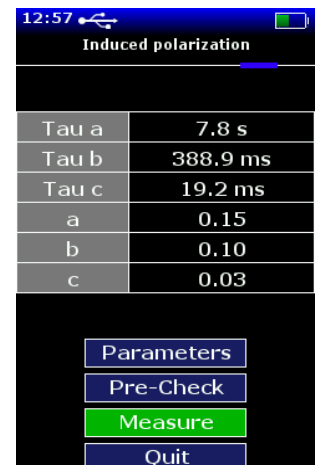 12:57
Induced polarization
Tau a 7.8 s
Tau b 388.9 ms
Tau c 19.2 ms
a 0.15
b 0.10
c 0.03
Parameters
Pre-Check
Measure
Quit